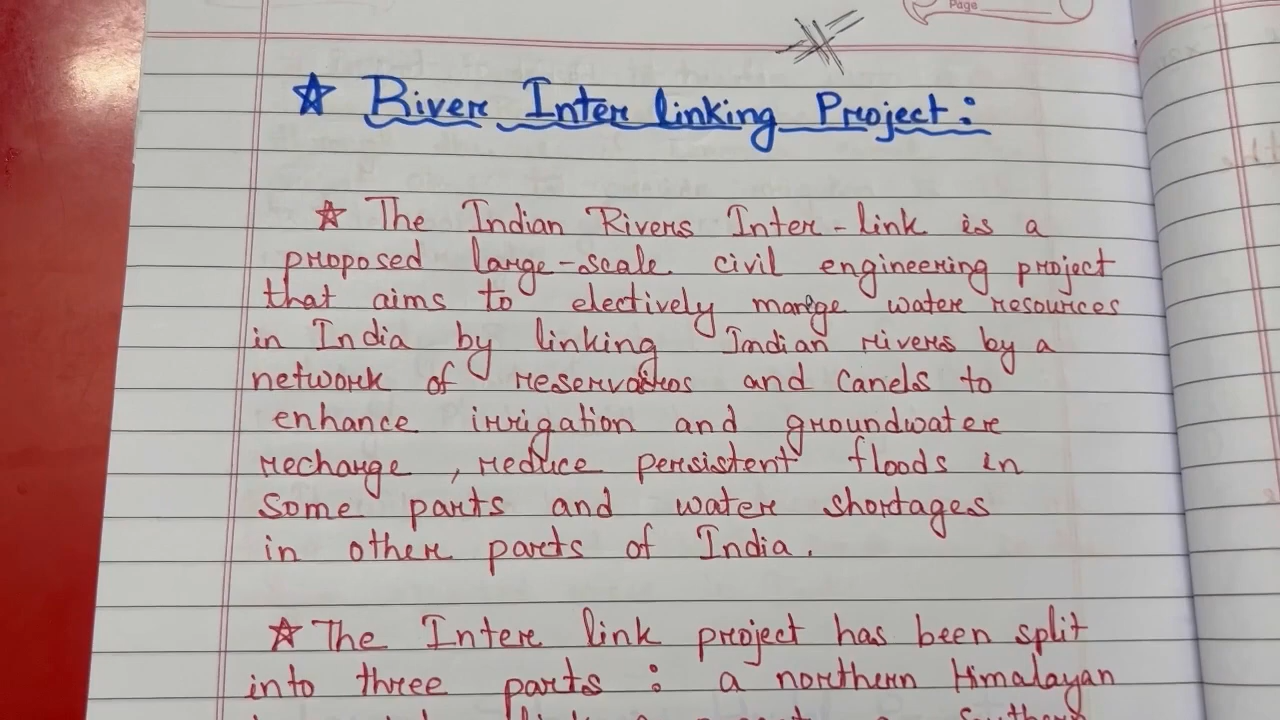 Page
☆ River Inter linking Project:
☆ The Indian Rivers Inter-link is a
proposed large-scale civil engineering project
that aims to electively manege water resources
in India by linking Indian rivers by a
network of and canels to
enhance irrigation and groundwater
recharge, reduce persistent floods in
Some parts and water shortages
in other parts of India.
☆ The Inter link project has been split
into three parts : a northern Himalayan